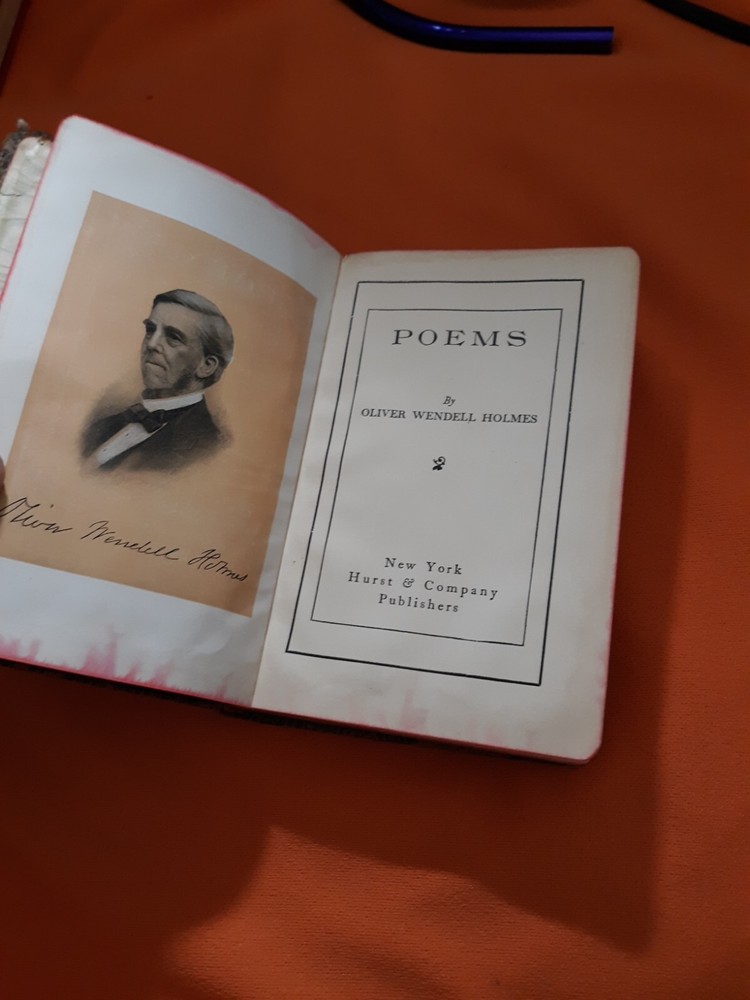 Oliver Wendell Holmes
POEMS
By
OLIVER WENDELL HOLMES
New York
Hurst & Company
Publishers